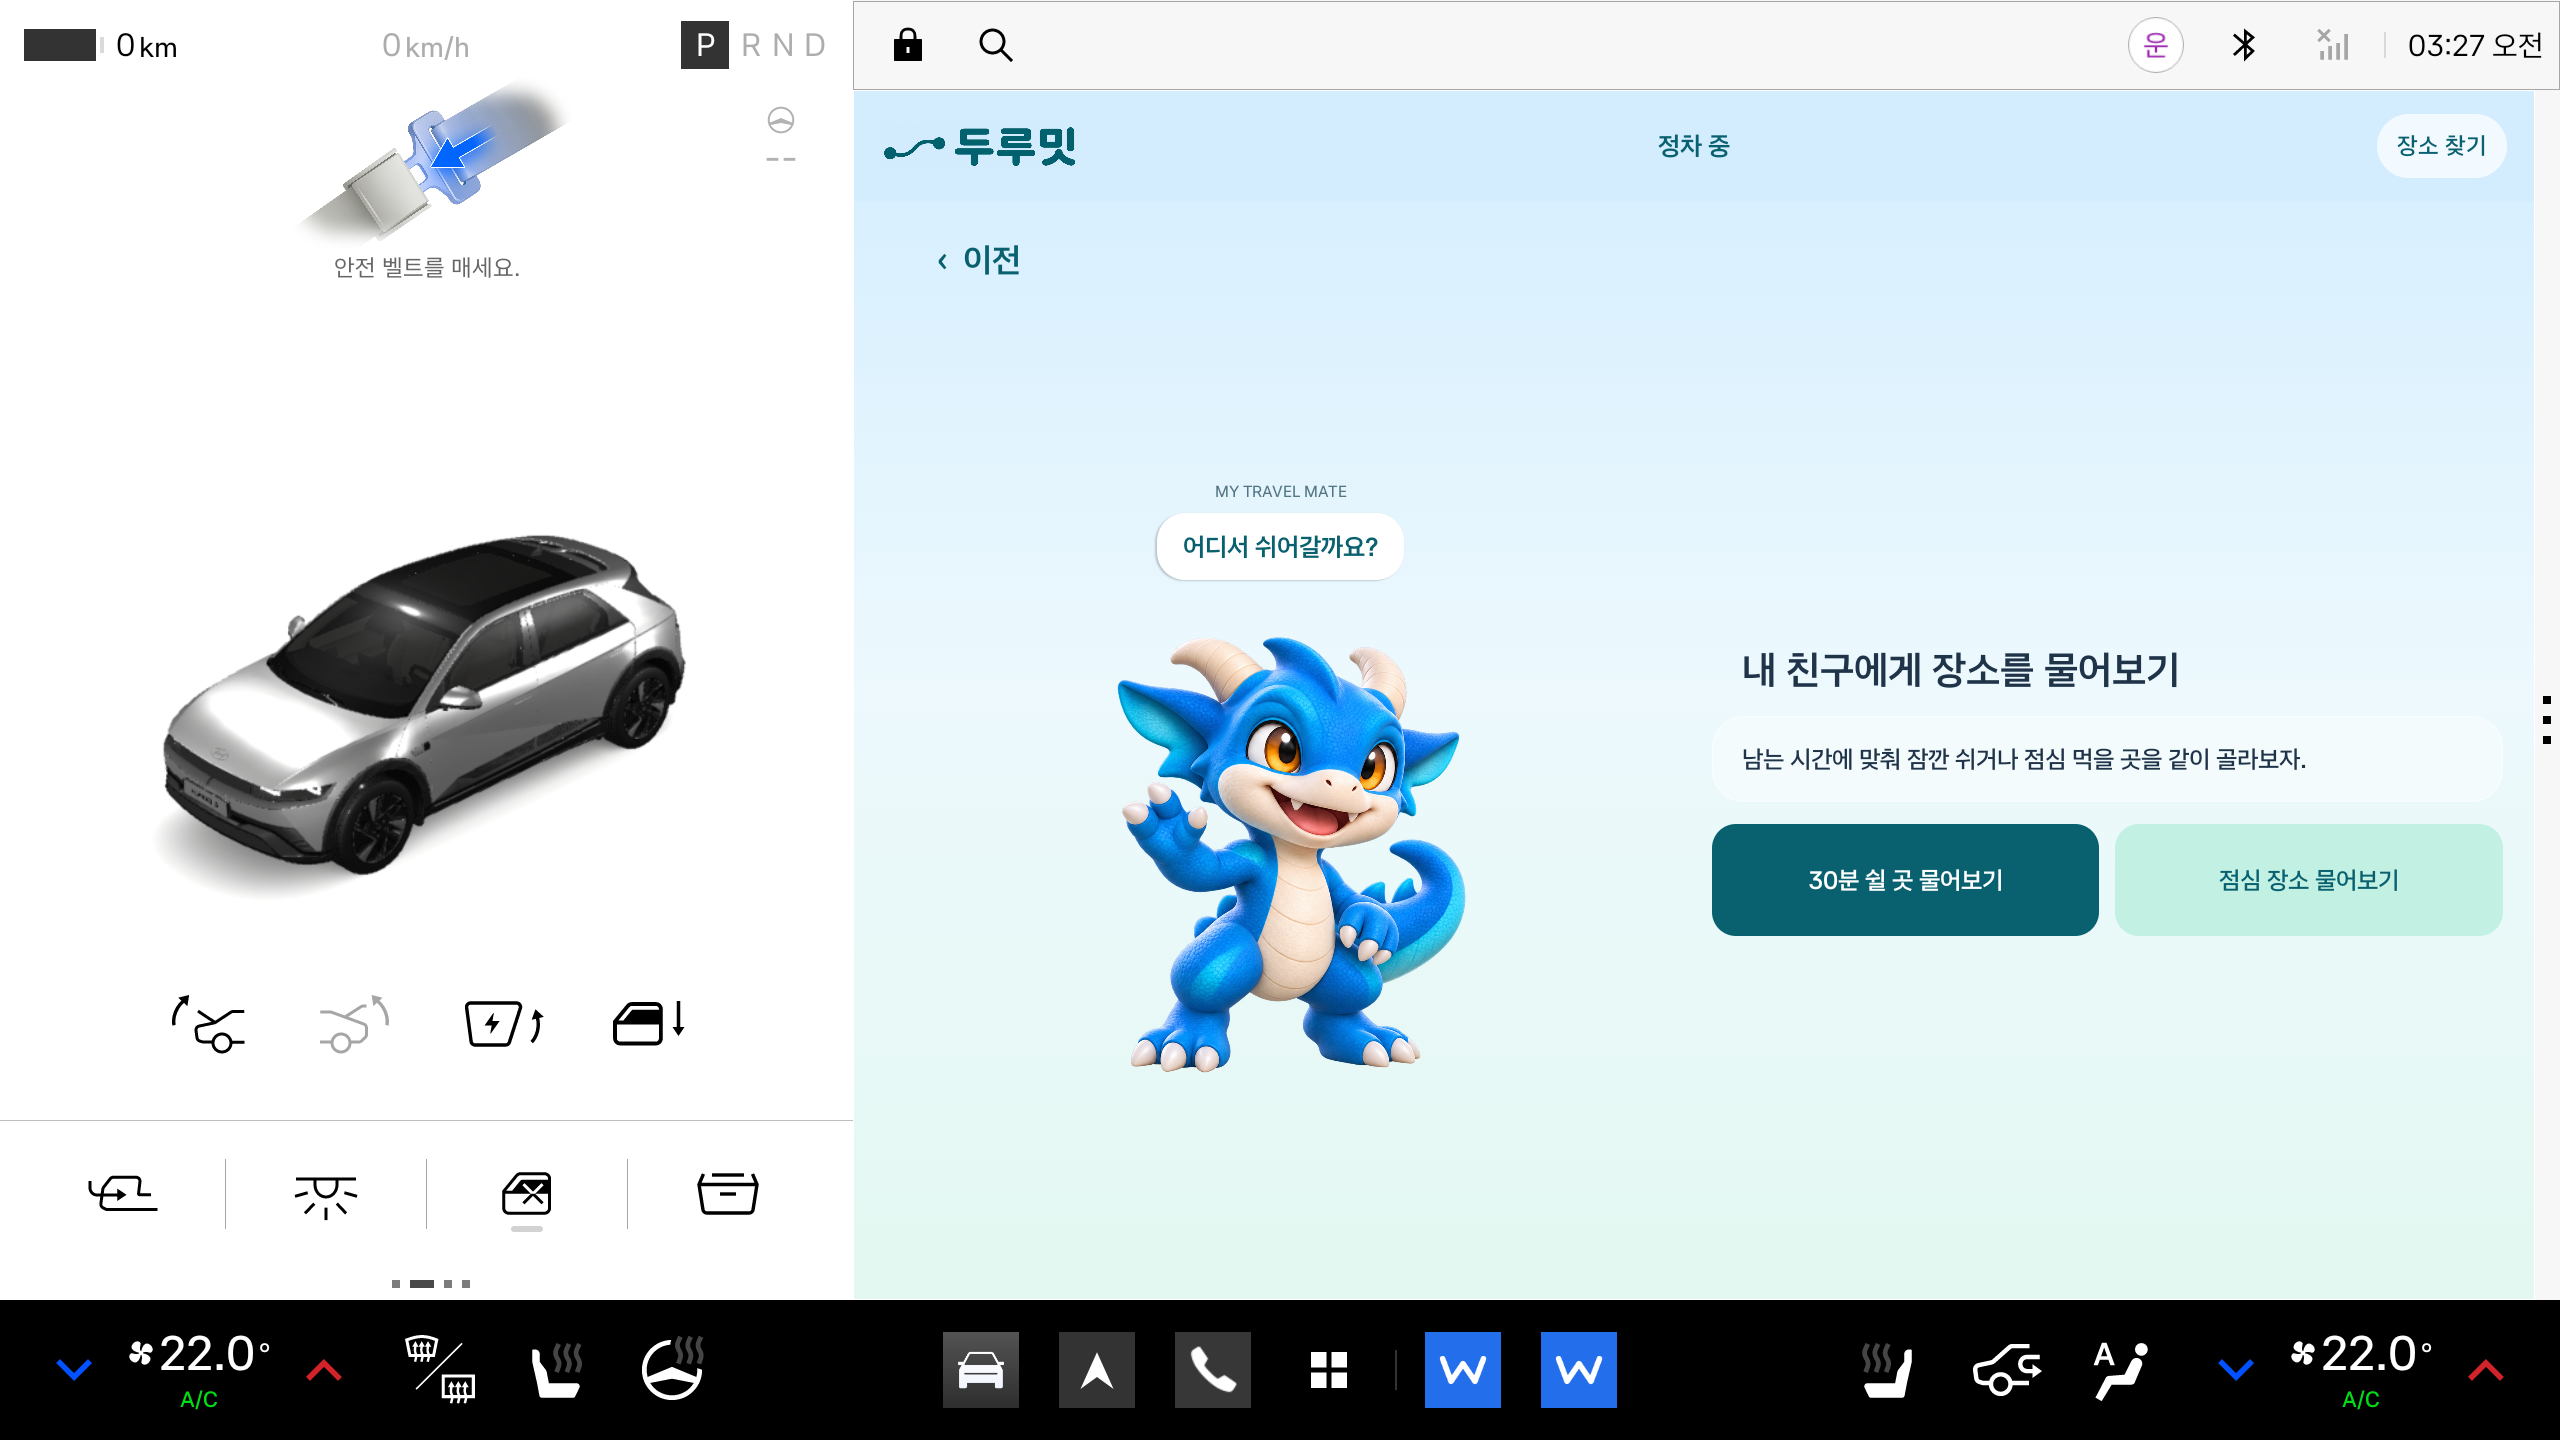 0 km
0 km/h
P R N D
안전 벨트를 매세요.
운
03:27 오전
두루밋
정차 중
장소 찾기
‹ 이전
MY TRAVEL MATE
어디서 쉬어갈까요?
내 친구에게 장소를 물어보기
남는 시간에 맞춰 잠깐 쉬거나 점심 먹을 곳을 같이 골라보자.
30분 쉴 곳 물어보기
점심 장소 물어보기
22.0°
A/C
A
22.0°
A/C